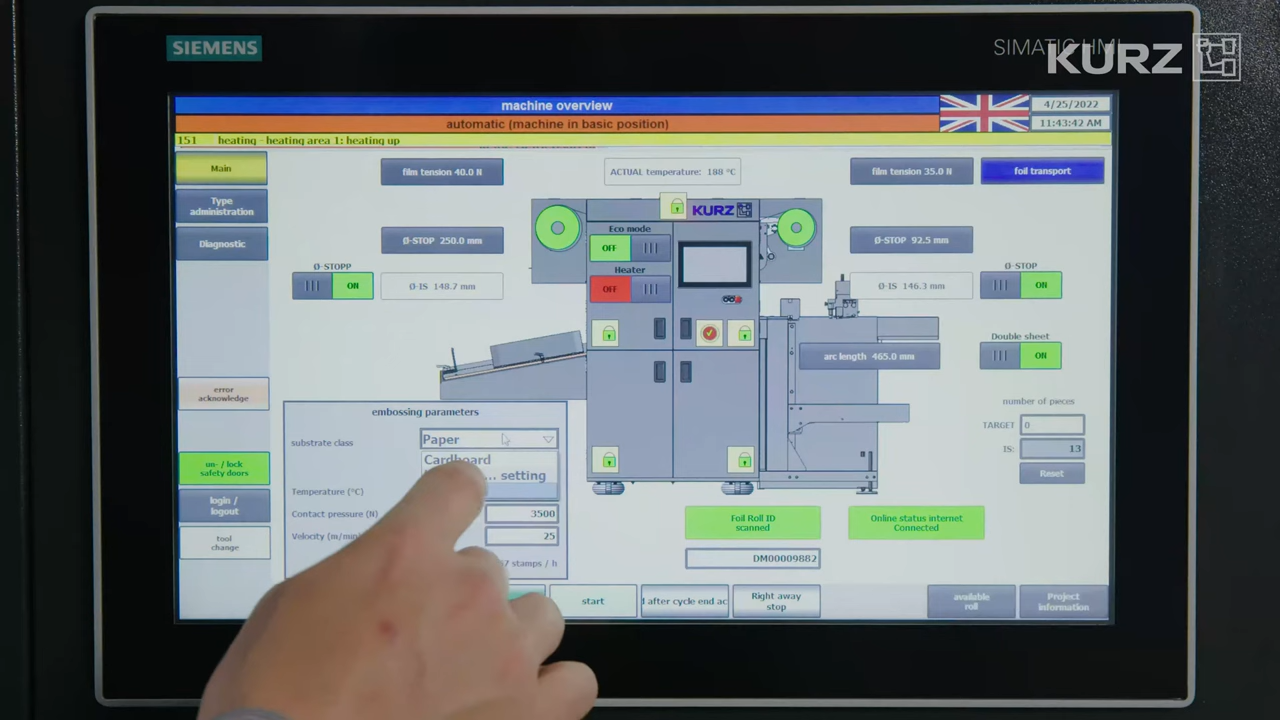 SIEMENS
SIMATIC HMI
KURZ
machine overview
4/25/2022
automatic (machine in basic position)
11:43:42 AM
151 heating - heating area 1: heating up
Main
film tension 40.0 N
ACTUAL temperature: 188 °C
film tension 35.0 N
foil transport
Type
administration
KURZ
Eco mode
Diagnostic
Ø-STOP 250.0 mm
OFF
Ø-STOP 92.5 mm
Ø-STOPP
Heater
Ø-STOP
ON
Ø-IS 148.7 mm
OFF
Ø-IS 146.3 mm
ON
Double sheet
arc length 465.0 mm
ON
error
acknowledge
embossing parameters
number of pieces
substrate class
Paper
TARGET 0
Cardboard
IS: 13
... setting
un- / lock
safety doors
Reset
Temperature (°C)
login /
logout
Contact pressure (N) 3500
Foil Roll ID
scanned
Online status internet
Connected
Velocity (m/min 25
tool
change
7 stamps / h
DM00009882
start
after cycle end ac
Right away
stop
available
roll
Project
information